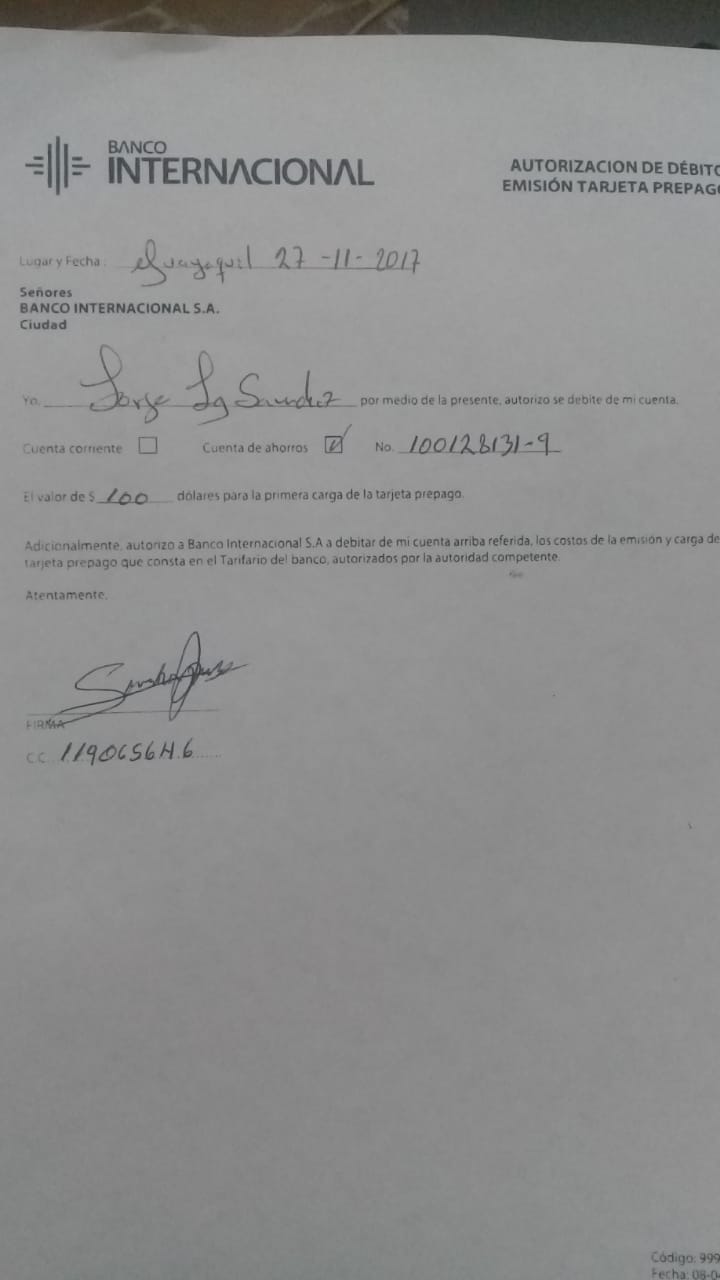 BANCO
INTERNACIONAL
AUTORIZACION DE DÉBITO
EMISIÓN TARJETA PREPAGO
Lugar y Fecha: Guayaquil 27-11-2017
Señores
BANCO INTERNACIONAL S.A.
Ciudad
Yo, Jorge por medio de la presente, autorizo se debite de mi cuenta.
Cuenta corriente Cuenta de ahorros No. 100128131-9
El valor de $ 100 dólares para la primera carga de la tarjeta prepago.
Adicionalmente, autorizo a Banco Internacional S.A a debitar de mi cuenta arriba referida, los costos de la emisión y carga de
tarjeta prepago que consta en el Tarifario del banco, autorizados por la autoridad competente.
Atentamente,
FIRMA
CC.
Código: 999
Fecha: 08-0